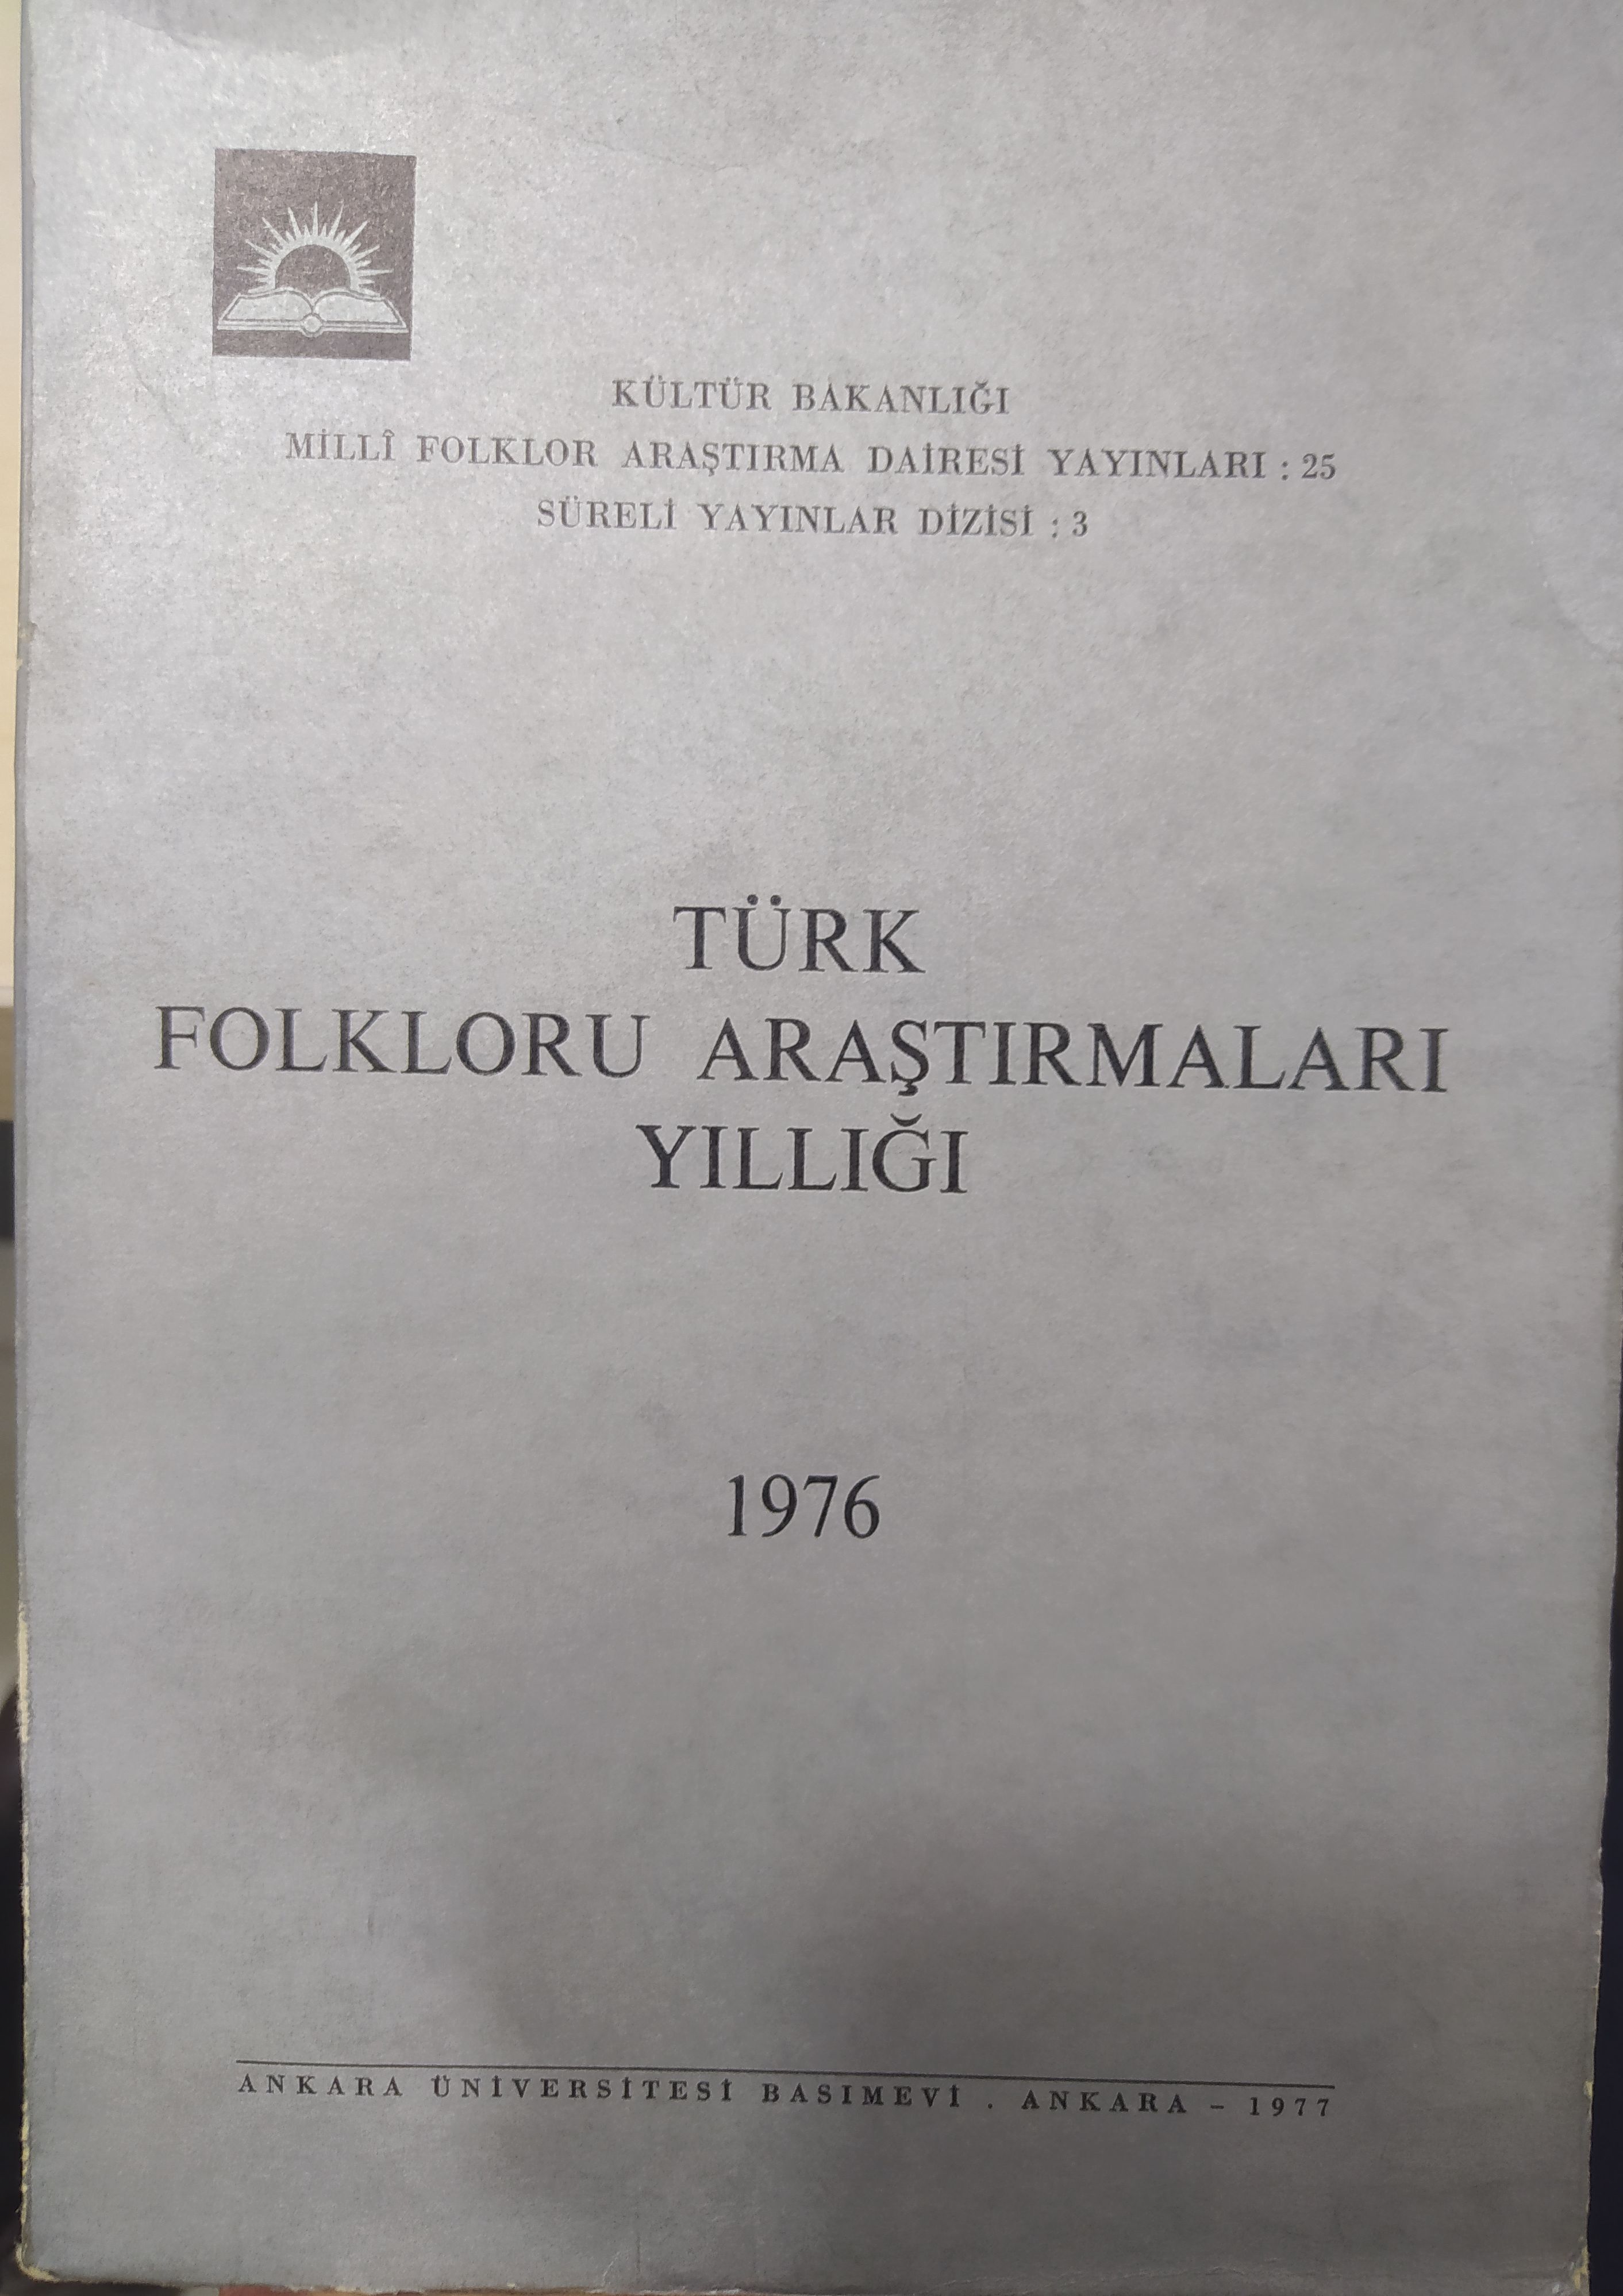 KÜLTÜR BAKANLIĞI
MİLLÎ FOLKLOR ARAŞTIRMA DAİRESİ YAYINLARI : 25
SÜRELİ YAYINLAR DİZİSİ : 3
TÜRK
FOLKLORU ARAŞTIRMALARI
YILLIĞI
1976
ANKARA ÜNİVERSİTESİ BASIMEVİ . ANKARA – 1977